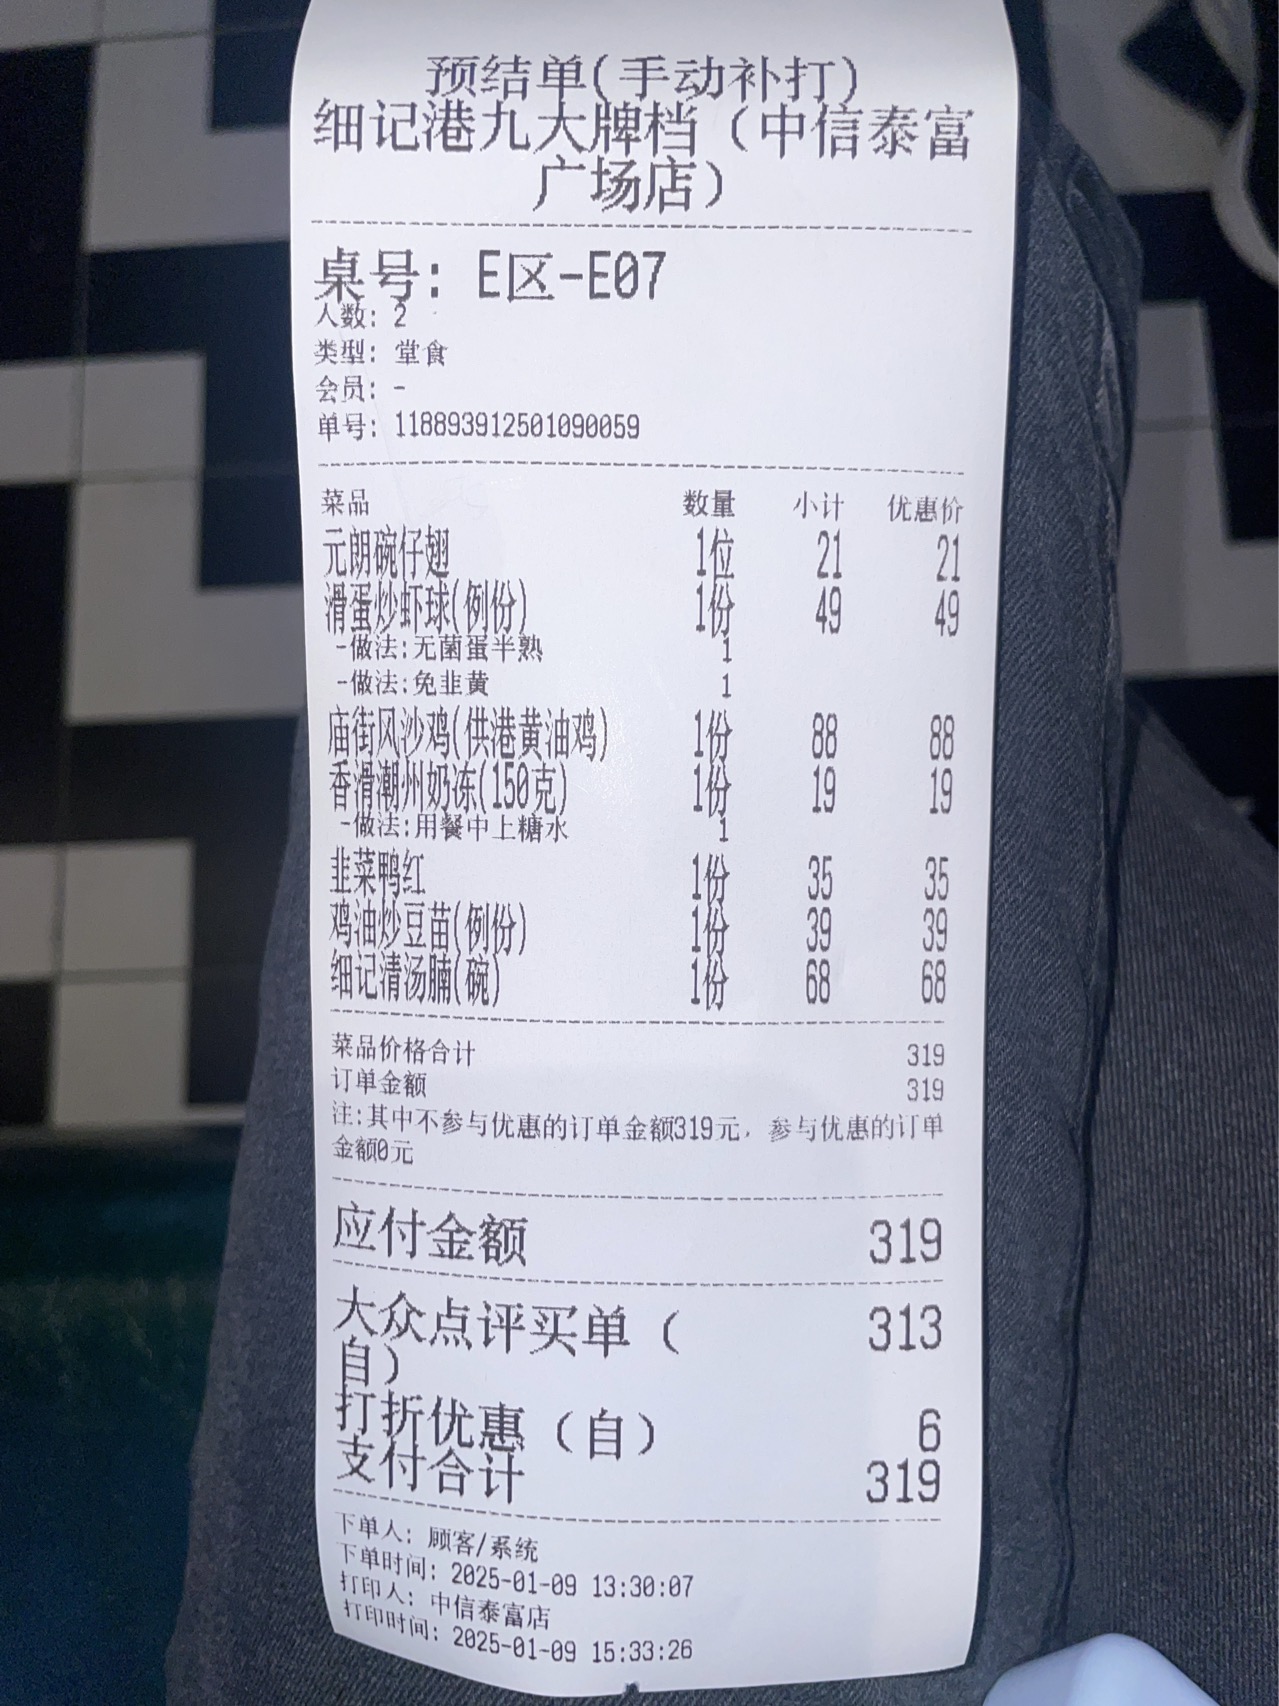 预结单(手动补打)
细记港九大牌档（中信泰富
广场店）
桌号: E区-E07
人数: 2
类型: 堂食
会员: -
单号: 118893912501090059
菜品 数量 小计 优惠价
元朗碗仔翅 1位 21 21
滑蛋炒虾球(例份) 1份 49 49
-做法:无菌蛋半熟 1
-做法:免韭黄 1
庙街风沙鸡(供港黄油鸡) 1份 88 88
香滑潮州奶冻(150克) 1份 19 19
-做法:用餐中上糖水 1
韭菜鸭红 1份 35 35
鸡油炒豆苗(例份) 1份 39 39
细记清汤腩(碗) 1份 68 68
菜品价格合计 319
订单金额 319
注:其中不参与优惠的订单金额319元，参与优惠的订单
金额0元
应付金额 319
大众点评买单（ 313
自）
打折优惠（自） 6
支付合计 319
下单人: 顾客/系统
下单时间: 2025-01-09 13:30:07
打印人: 中信泰富店
打印时间: 2025-01-09 15:33:26